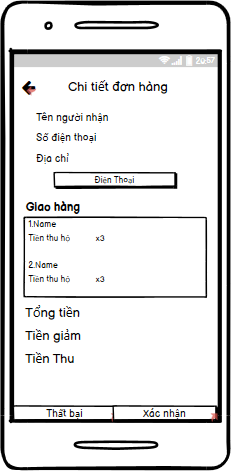 20:57
Chi tiết đơn hàng
Tên người nhận
Số điện thoại
Địa chỉ
Điện Thoại
Giao hàng
1.Name
Tiền thu hộ x3
2.Name
Tiền thu hộ x3
Tổng tiền
Tiền giảm
Tiền Thu
Thất bại Xác nhận